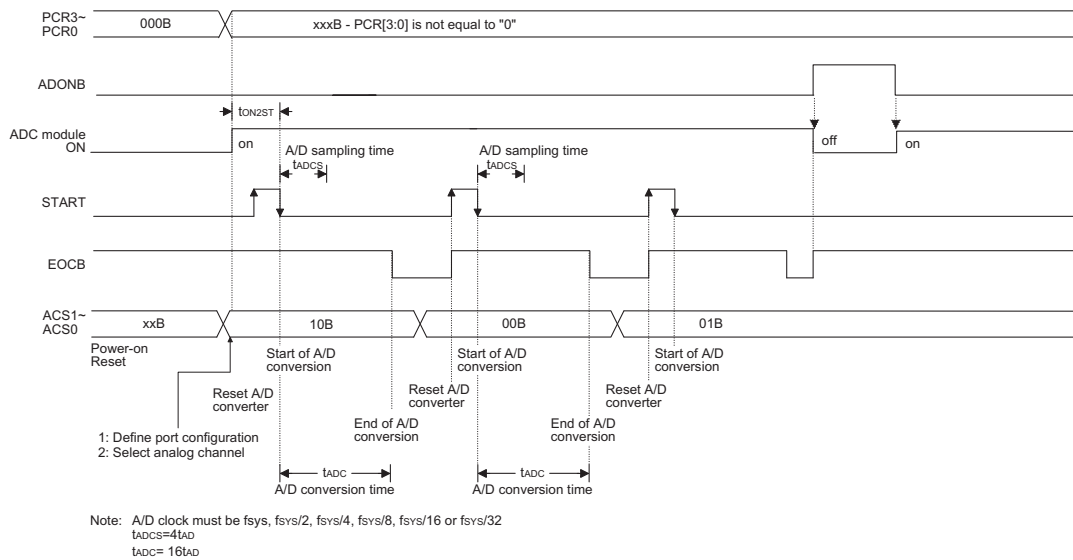 PCR3~
PCR0
000B
xxxB - PCR[3:0] is not equal to "0"
ADONB
tON2ST
ADC module
ON
on
off
on
A/D sampling time
tADCS
A/D sampling time
tADCS
START
EOCB
ACS1~
ACS0
xxB
10B
00B
01B
Power-on
Reset
Start of A/D
conversion
Start of A/D
conversion
Start of A/D
conversion
Reset A/D
converter
Reset A/D
converter
Reset A/D
converter
End of A/D
conversion
End of A/D
conversion
1: Define port configuration
2: Select analog channel
tADC
A/D conversion time
tADC
A/D conversion time
Note: A/D clock must be fsys, fSYS/2, fSYS/4, fSYS/8, fSYS/16 or fSYS/32
tADCS=4tAD
tADC= 16tAD